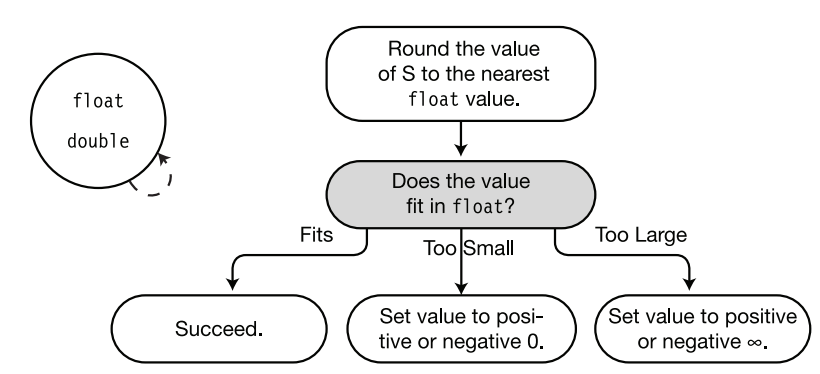 float
double
Round the value
of S to the nearest
float value.
Does the value
fit in float?
Fits
Too Small
Too Large
Succeed.
Set value to posi-
tive or negative 0.
Set value to positive
or negative ∞.